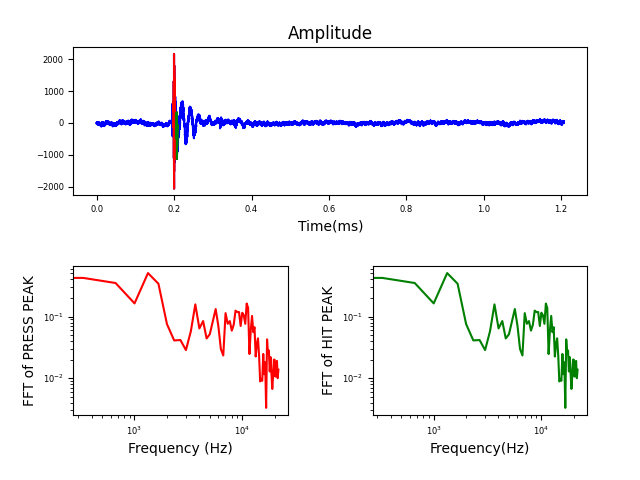 Amplitude
2000
1000
0
−1000
−2000
0.0 0.2 0.4 0.6 0.8 1.0 1.2
Time(ms)
FFT of PRESS PEAK
10⁻¹
10⁻²
10³ 10⁴
Frequency (Hz)
FFT of HIT PEAK
10⁻¹
10⁻²
10³ 10⁴
Frequency(Hz)